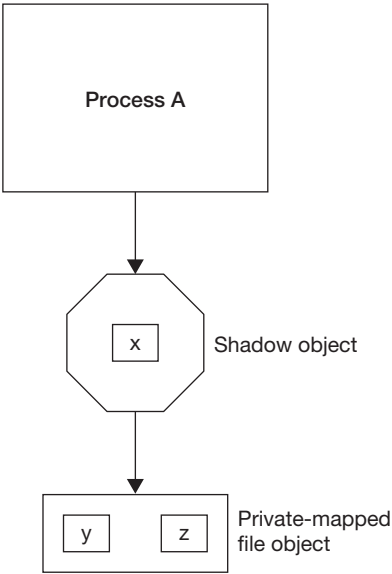 Process A
x
Shadow object
y
z
Private-mapped
file object